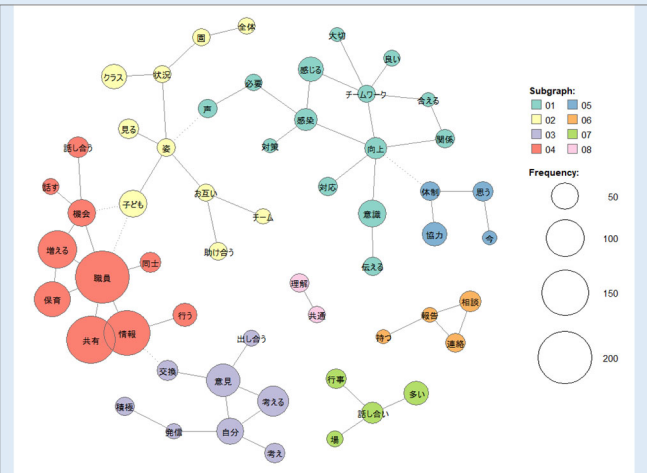 全体
園
大切
クラス
状況
感じる
良い
必要
チームワーク
合える
声
感染
関係
見る
話し合う
姿
対策
向上
話す
対応
体制
思う
お互い
子ども
機会
意識
チーム
協力
今
増える
助け合う
伝える
同士
職員
理解
保育
相談
共通
行う
報告
情報
共有
持つ
連絡
出し合う
交換
意見
行事
多い
考える
積極
話し合い
発信
自分
場
考え
Subgraph:
01 05
02 06
03 07
04 08
Frequency:
50
100
150
200